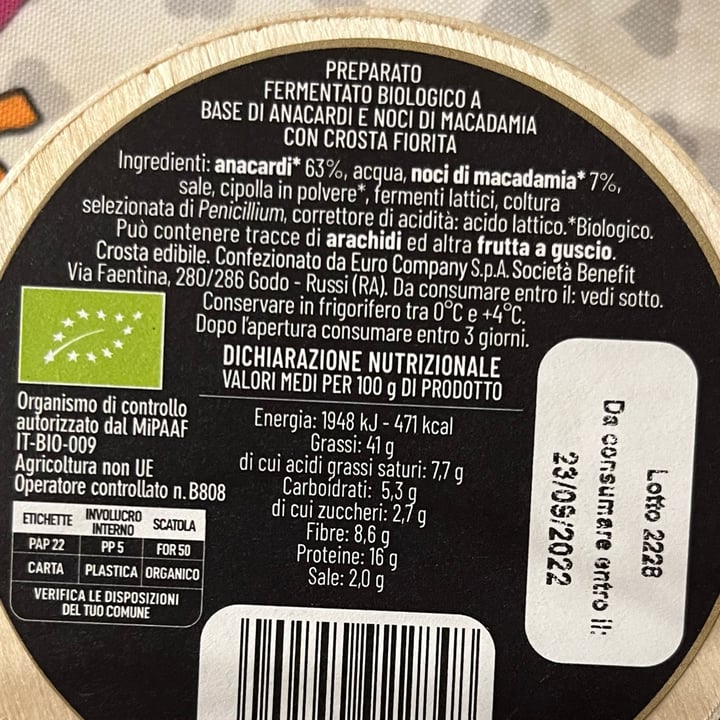 PREPARATO
FERMENTATO BIOLOGICO A
BASE DI ANACARDI E NOCI DI MACADAMIA
CON CROSTA FIORITA
Ingredienti: anacardi* 63%, acqua, noci di macadamia* 7%,
sale, cipolla in polvere*, fermenti lattici, coltura
selezionata di Penicillium, correttore di acidità: acido lattico.*Biologico.
Può contenere tracce di arachidi ed altra frutta a guscio.
Crosta edibile. Confezionato da Euro Company S.p.A. Società Benefit
Via Faentina, 280/286 Godo - Russi (RA). Da consumare entro il: vedi sotto.
Conservare in frigorifero tra 0°C e +4°C.
Dopo l'apertura consumare entro 3 giorni.
DICHIARAZIONE NUTRIZIONALE
VALORI MEDI PER 100 g DI PRODOTTO
Energia: 1948 kJ - 471 kcal
Grassi: 41 g
di cui acidi grassi saturi: 7,7 g
Carboidrati: 5,3 g
di cui zuccheri: 2,7 g
Fibre: 8,6 g
Proteine: 16 g
Sale: 2,0 g
Organismo di controllo
autorizzato dal MiPAAF
IT-BIO-009
Agricoltura non UE
Operatore controllato n. B808
ETICHETTE INVOLUCRO INTERNO SCATOLA
PAP 22 PP 5 FOR 50
CARTA PLASTICA ORGANICO
VERIFICA LE DISPOSIZIONI
DEL TUO COMUNE
Lotto 2228
Da consumare entro il:
23/09/2022